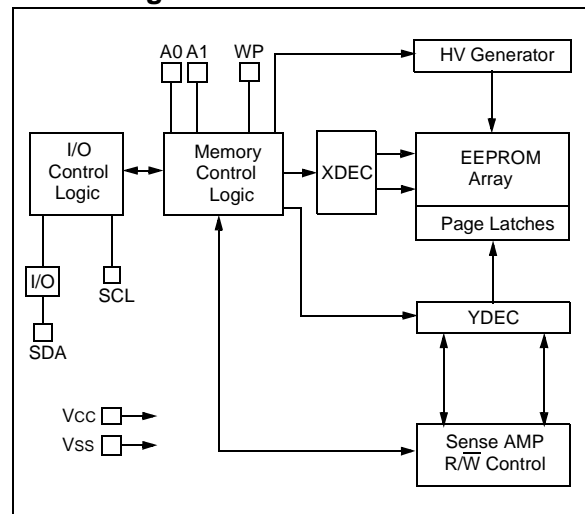 A0 A1 WP
HV Generator
I/O
Control
Logic
Memory
Control
Logic
XDEC
EEPROM
Array
Page Latches
I/O
SCL
SDA
YDEC
Vcc
Vss
Sense AMP
R/W̅ Control